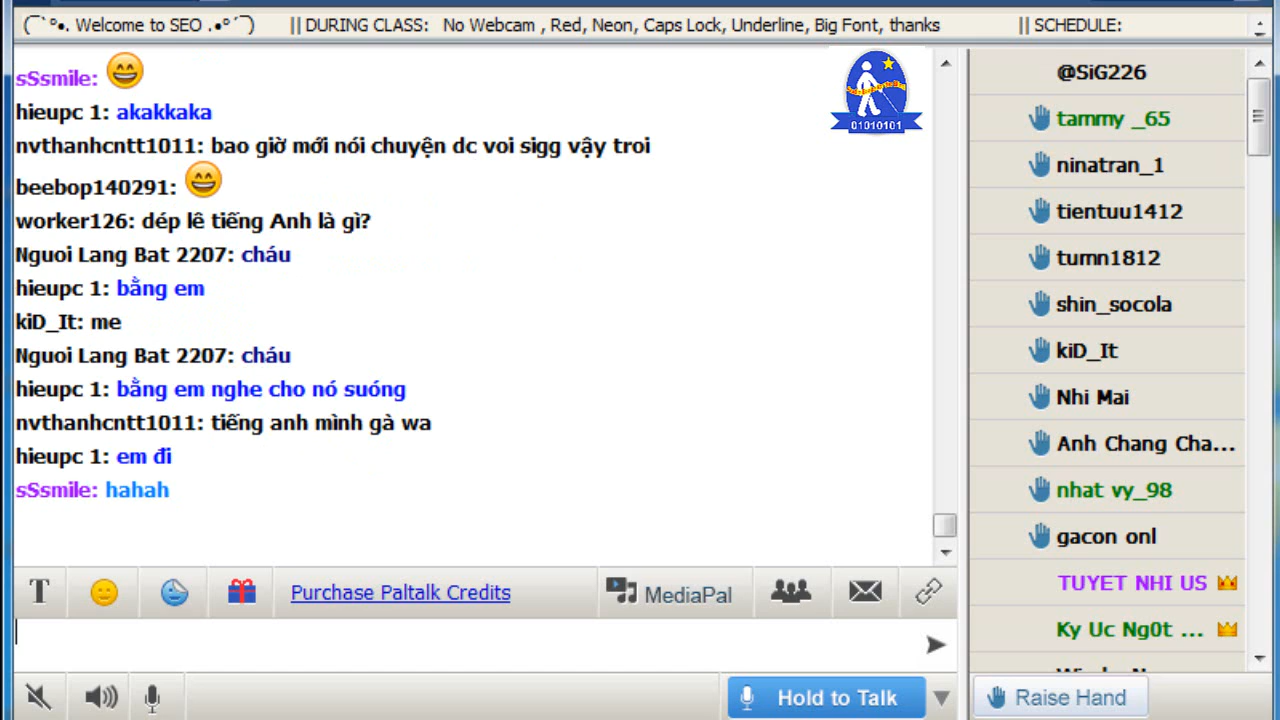 (¯`°•. Welcome to SEO .•°´¯) || DURING CLASS: No Webcam , Red, Neon, Caps Lock, Underline, Big Font, thanks || SCHEDULE:
sSsmile:
hieupc 1: akakkaka
nvthanhcntt1011: bao giờ mới nói chuyện dc voi sigg vậy troi
beebop140291:
worker126: dép lê tiếng Anh là gì?
Nguoi Lang Bat 2207: cháu
hieupc 1: bằng em
kiD_It: me
Nguoi Lang Bat 2207: cháu
hieupc 1: bằng em nghe cho nó suóng
nvthanhcntt1011: tiếng anh mình gà wa
hieupc 1: em đi
sSsmile: hahah
01010101
@SiG226
tammy _65
ninatran_1
tientuu1412
tumn1812
shin_socola
kiD_It
Nhi Mai
Anh Chang Cha...
nhat vy_98
gacon onl
TUYET NHI US
Ky Uc Ng0t ...
T
Purchase Paltalk Credits
MediaPal
Hold to Talk
Raise Hand